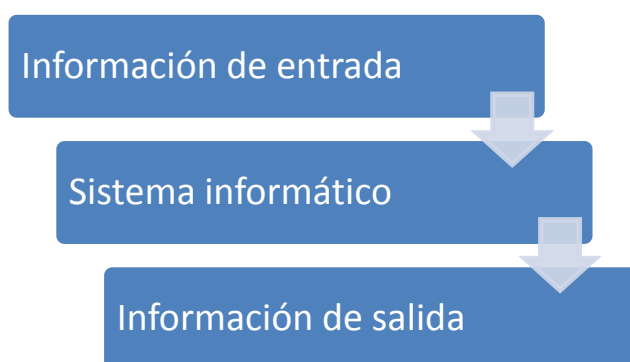 Información de entrada
Sistema informático
Información de salida